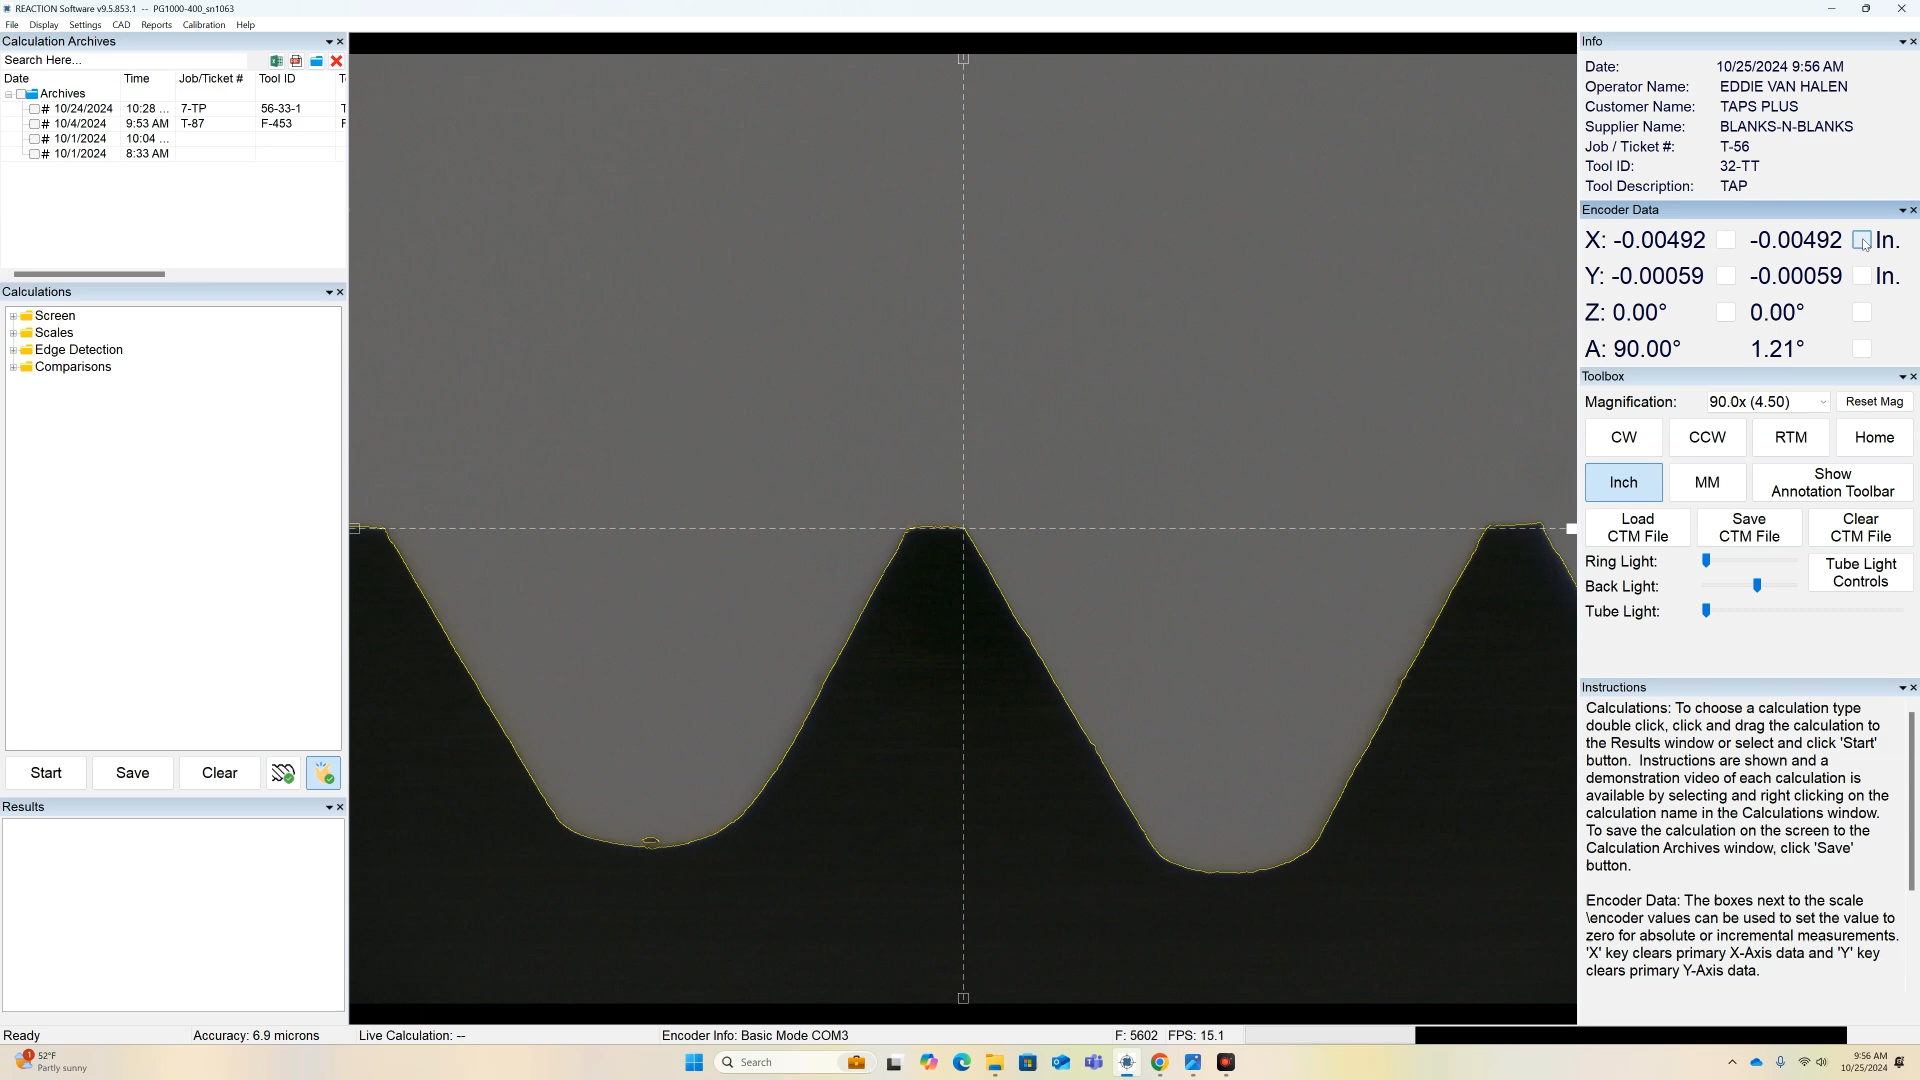 REACTION Software v9.5.853.1 -- PG1000-400_sn1063
File Display Settings CAD Reports Calibration Help
Calculation Archives
Search Here...
Date Time Job/Ticket # Tool ID
Archives
# 10/24/2024 10:28 ... 7-TP 56-33-1
# 10/4/2024 9:53 AM T-87 F-453
# 10/1/2024 10:04 ...
# 10/1/2024 8:33 AM
Calculations
Screen
Scales
Edge Detection
Comparisons
Start Save Clear
Results
Info
Date: 10/25/2024 9:56 AM
Operator Name: EDDIE VAN HALEN
Customer Name: TAPS PLUS
Supplier Name: BLANKS-N-BLANKS
Job / Ticket #: T-56
Tool ID: 32-TT
Tool Description: TAP
Encoder Data
X: -0.00492 -0.00492 In.
Y: -0.00059 -0.00059 In.
Z: 0.00° 0.00°
A: 90.00° 1.21°
Toolbox
Magnification: 90.0x (4.50) Reset Mag
CW CCW RTM Home
Inch MM Show
Annotation Toolbar
Load
CTM File
Save
CTM File
Clear
CTM File
Ring Light:
Back Light:
Tube Light:
Tube Light
Controls
Instructions
Calculations: To choose a calculation type
double click, click and drag the calculation to
the Results window or select and click 'Start'
button. Instructions are shown and a
demonstration video of each calculation is
available by selecting and right clicking on the
calculation name in the Calculations window.
To save the calculation on the screen to the
Calculation Archives window, click 'Save'
button.
Encoder Data: The boxes next to the scale
\encoder values can be used to set the value to
zero for absolute or incremental measurements.
'X' key clears primary X-Axis data and 'Y' key
clears primary Y-Axis data.
Ready Accuracy: 6.9 microns Live Calculation: -- Encoder Info: Basic Mode COM3 F: 5602 FPS: 15.1
1 52°F
Partly sunny
Search
9:56 AM
10/25/2024